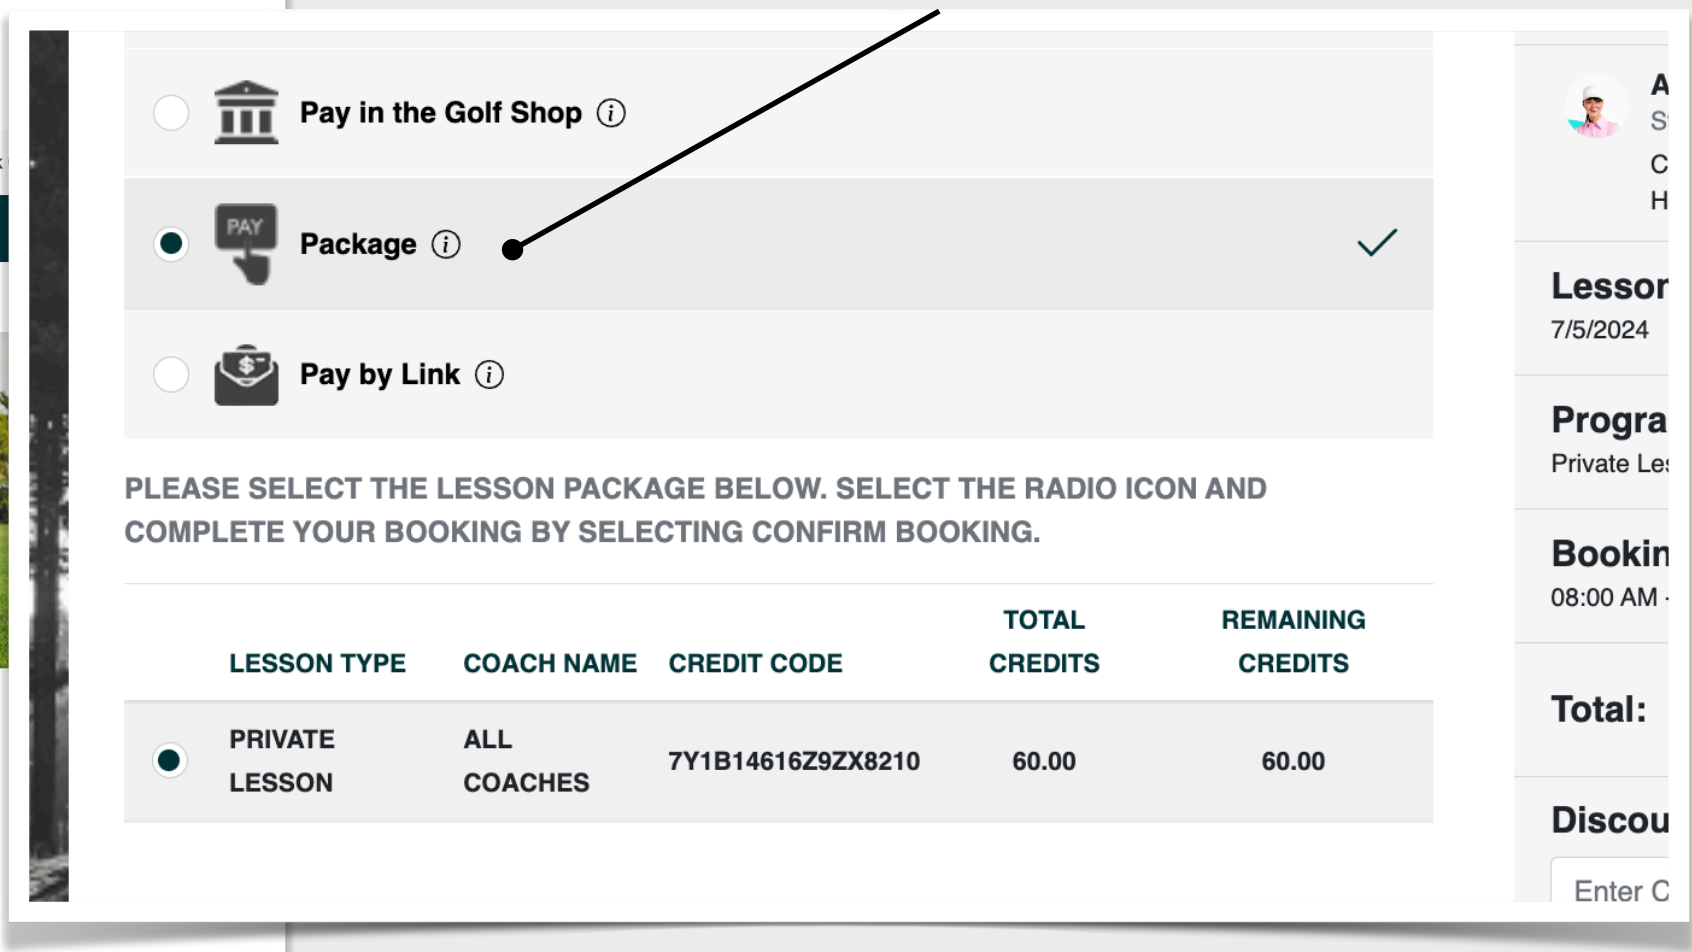 Pay in the Golf Shop
PAY
Package
Pay by Link
PLEASE SELECT THE LESSON PACKAGE BELOW. SELECT THE RADIO ICON AND
COMPLETE YOUR BOOKING BY SELECTING CONFIRM BOOKING.
LESSON TYPE COACH NAME CREDIT CODE TOTAL CREDITS REMAINING CREDITS
PRIVATE LESSON ALL COACHES 7Y1B14616Z9ZX8210 60.00 60.00
7/5/2024
Private
08:00 AM -
Total:
Enter